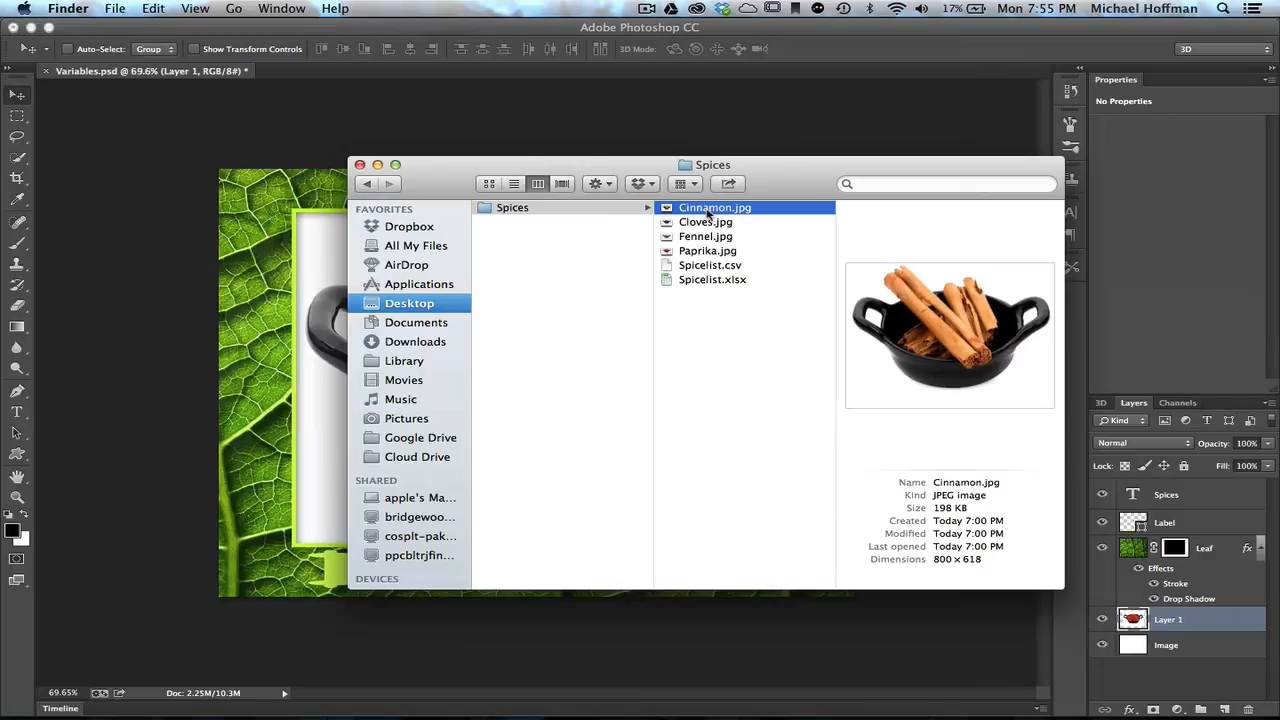 Finder File Edit View Go Window Help 17% Mon 7:55 PM Michael Hoffman
Adobe Photoshop CC
Auto-Select: Group Show Transform Controls 3D Mode: 3D
Variables.psd @ 69.6% (Layer 1, RGB/8#) *
Properties
No Properties
Spices
FAVORITES
Dropbox
All My Files
AirDrop
Applications
Desktop
Documents
Downloads
Library
Movies
Music
Pictures
Google Drive
Cloud Drive
SHARED
apple's Ma...
bridgewoo...
cosplt-pak...
ppcbltrjfin...
DEVICES
Spices
Cinnamon.jpg
Cloves.jpg
Fennel.jpg
Paprika.jpg
Spicelist.csv
Spicelist.xlsx
Name Cinnamon.jpg
Kind JPEG image
Size 198 KB
Created Today 7:00 PM
Modified Today 7:00 PM
Last opened Today 7:00 PM
Dimensions 800 × 618
3D Layers Channels
Kind
Normal Opacity: 100%
Lock: Fill: 100%
T Spices
Label
Leaf fx
Effects
Stroke
Drop Shadow
Layer 1
Image
69.65% Doc: 2.25M/10.3M
Timeline